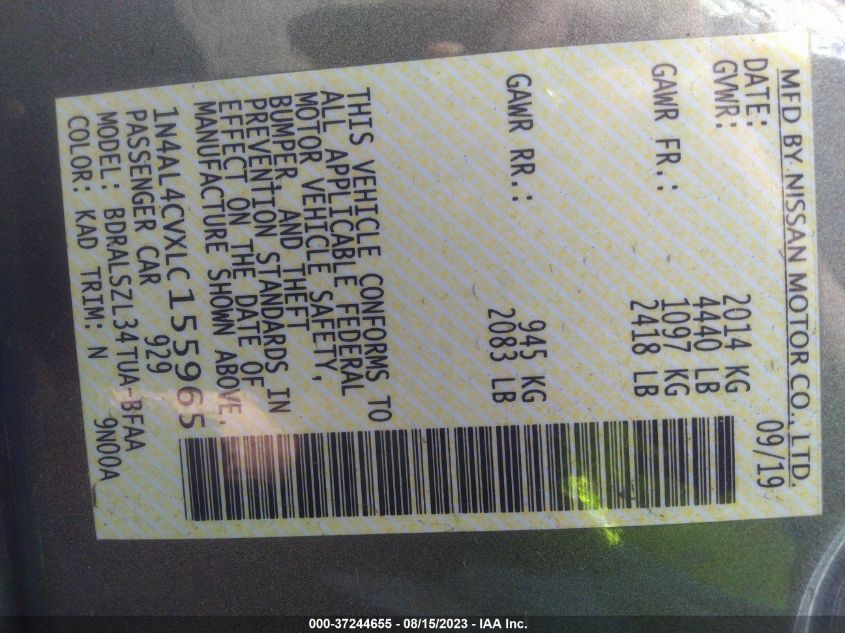 MFD BY. NISSAN MOTOR CO., LTD.
DATE: 09/19
GVWR: 2014 KG
4440 LB
GAWR FR.: 1097 KG
2418 LB
GAWR RR.: 945 KG
2083 LB
THIS VEHICLE CONFORMS TO
ALL APPLICABLE FEDERAL
MOTOR VEHICLE SAFETY,
BUMPER AND THEFT
PREVENTION STANDARDS IN
EFFECT ON THE DATE OF
MANUFACTURE SHOWN ABOVE.
1N4AL4CVXLC155965
PASSENGER CAR 929
MODEL: BDRALSZL34TUA-BFAA
COLOR: KAD TRIM: N 9N00A
000-37244655 - 08/15/2023 - IAA Inc.